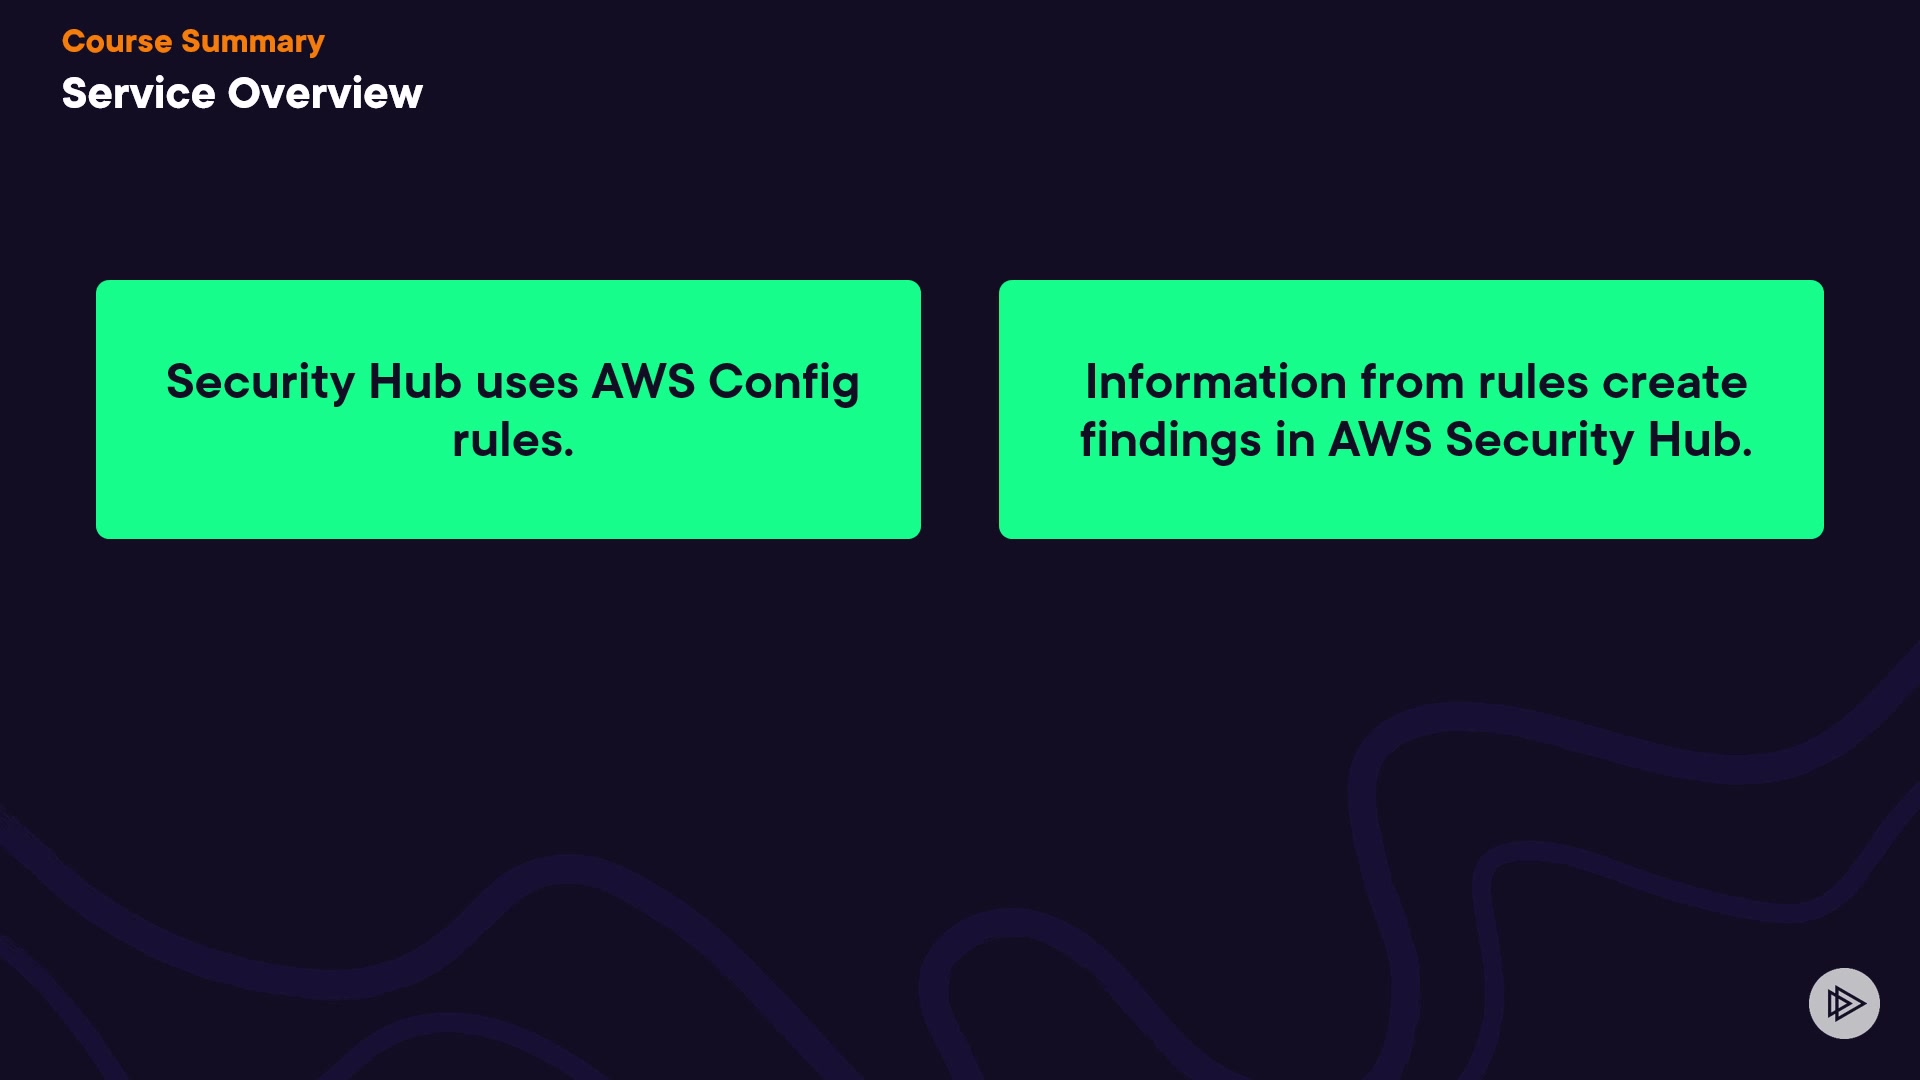 Course Summary
Service Overview
Security Hub uses AWS Config
rules.
Information from rules create
findings in AWS Security Hub.